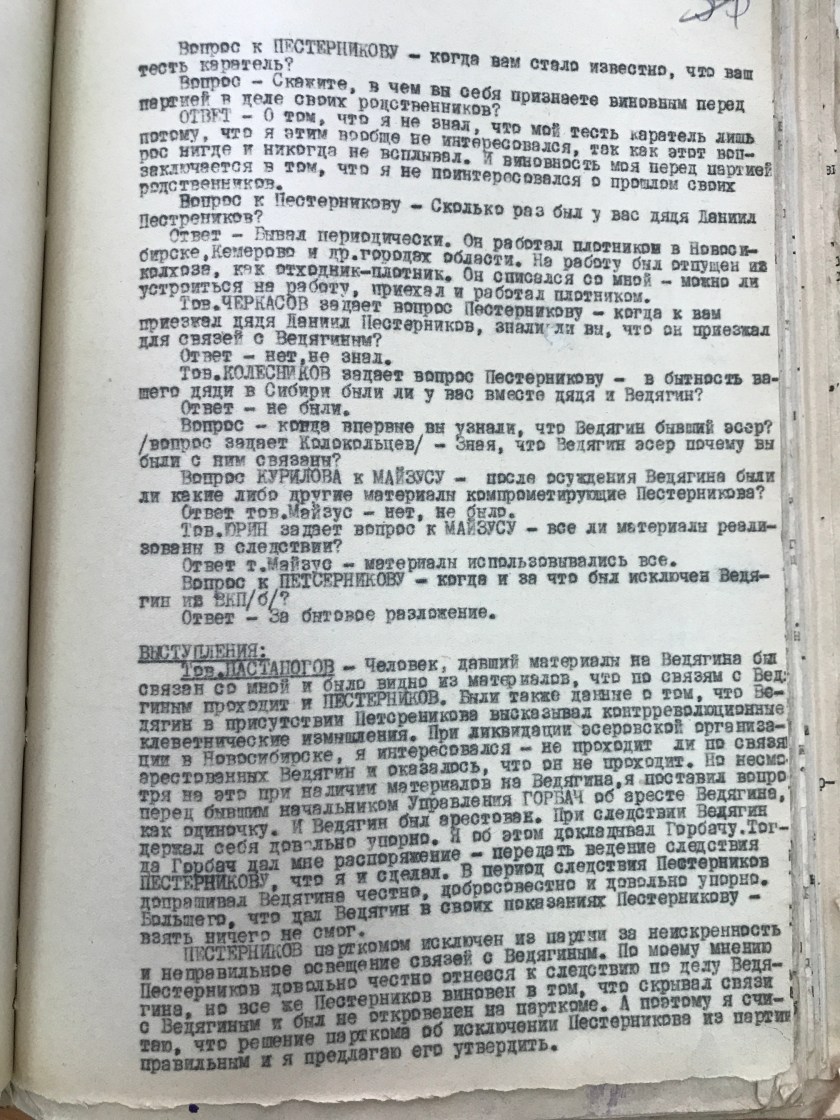 Вопрос к ПЕСТЕРНИКОВУ – когда вам стало известно, что ваш
тесть каратель?
Вопрос – Скажите, в чем вы себя признаете виновным перед
партией в деле своих родственников?
ОТВЕТ – О том, что я не знал, что мой тесть каратель лишь
потому, что я этим вообще не интересовался, так как этот воп-
рос нигде и никогда не всплывал. И виновность моя перед партией
заключается в том, что я не поинтересовался о прошлом своих
родственников.
Вопрос к Пестерникову – Сколько раз был у вас дядя Даниил
Пестреников?
Ответ – Бывал периодически. Он работал плотником в Новоси-
бирске,Кемерово и др.городах области. На работу был отпущен из
колхоза, как отходник-плотник. Он списался со мной – можно ли
устроиться на работу, приехал и работал плотником.
Тов.ЧЕРКАСОВ задает вопрос Пестерникову – когда к вам
приезжал дядя Даниил Пестерников, знали ли вы, что он приезжал
для связей с Ведягиным?
Ответ – нет,не знал.
Тов.КОЛЕСНИКОВ задает вопрос Пестерникову – в бытность ва-
шего дяди в Сибири были ли у вас вместе дядя и Ведягин?
Ответ – не были.
Вопрос – когда впервые вы узнали, что Ведягин бывший эсер?
/вопрос задает Колокольцев/ – Зная, что Ведягин эсер почему вы
были с ним связаны?
Вопрос КУРИЛОВА к МАЙЗУСУ – после осуждения Ведягина были
ли какие либо другие материалы компрометирующие Пестерникова?
Ответ тов.Майзус – нет, не было.
Тов.ЮРИН задает вопрос к МАЙЗУСУ – все ли материалы реали-
зованы в следствии?
Ответ т.Майзус – материалы использовывались все.
Вопрос к ПЕТСЕРНИКОВУ – когда и за что был исключен Ведя-
гин из ВКП/б/?
Ответ – За бытовое разложение.
ВЫСТУПЛЕНИЯ:
Тов.ПАСТАНОГОВ – Человек, давший материалы на Ведягина был
связан со мной и было видно из материалов, что по связям с Вед
гиным проходит и ПЕСТЕРНИКОВ. Были также данные о том, что Ве-
дягин в присутствии Петсреникова высказывал контрреволюционные
клеветнические измышления. При ликвидации эсеровской организа-
ции в Новосибирске, я интересовался – не проходит ли по связя
арестованных Ведягин и оказалось, что он не проходит. Но несмо
тря на это при наличии материалов на Ведягина,я поставил вопро
перед бывшим начальником Управления ГОРБАЧ об аресте Ведягина,
как одиночку. И Ведягин был арестован. При следствии Ведягин
держал себя довольно упорно. Я об этом докладывал Горбачу.Тог-
да Горбач дал мне распоряжение – передать ведение следствия
ПЕСТЕРНИКОВУ, что я и сделал. В период следствия Пестерников
допрашивал Ведягина честно, добросовестно и довольно упорно.
Большего, что дал Ведягин в своих показаниях Пестерникову –
взять ничего не смог.
ПЕСТЕРНИКОВ парткомом исключен из партии за неискренность
и неправильное освещение связей с Ведягиным. По моему мнению
Пестерников довольно честно отнесся к следствию по делу Ведя-
гина, но все же Пестерников виновен в том, что скрывал связи
с Ведягиным и был не откровенен на парткоме. А поэтому я счи-
таю, что решение парткома об исключении Пестерникова из партии
правильным и я предлагаю его утвердить.